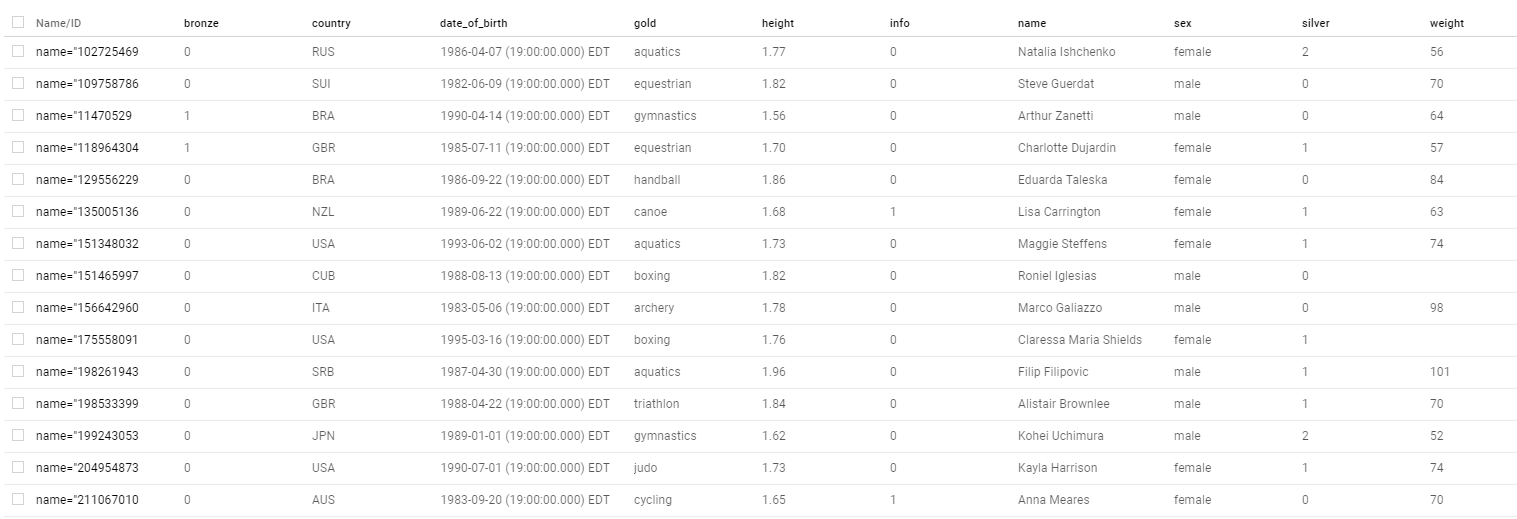 Name/ID bronze country date_of_birth gold height info name sex silver weight
name="102725469 0 RUS 1986-04-07 (19:00:00.000) EDT aquatics 1.77 0 Natalia Ishchenko female 2 56
name="109758786 0 SUI 1982-06-09 (19:00:00.000) EDT equestrian 1.82 0 Steve Guerdat male 0 70
name="11470529 1 BRA 1990-04-14 (19:00:00.000) EDT gymnastics 1.56 0 Arthur Zanetti male 0 64
name="118964304 1 GBR 1985-07-11 (19:00:00.000) EDT equestrian 1.70 0 Charlotte Dujardin female 1 57
name="129556229 0 BRA 1986-09-22 (19:00:00.000) EDT handball 1.86 0 Eduarda Taleska female 0 84
name="135005136 0 NZL 1989-06-22 (19:00:00.000) EDT canoe 1.68 1 Lisa Carrington female 1 63
name="151348032 0 USA 1993-06-02 (19:00:00.000) EDT aquatics 1.73 0 Maggie Steffens female 1 74
name="151465997 0 CUB 1988-08-13 (19:00:00.000) EDT boxing 1.82 0 Roniel Iglesias male 0
name="156642960 0 ITA 1983-05-06 (19:00:00.000) EDT archery 1.78 0 Marco Galiazzo male 0 98
name="175558091 0 USA 1995-03-16 (19:00:00.000) EDT boxing 1.76 0 Claressa Maria Shields female 1
name="198261943 0 SRB 1987-04-30 (19:00:00.000) EDT aquatics 1.96 0 Filip Filipovic male 1 101
name="198533399 0 GBR 1988-04-22 (19:00:00.000) EDT triathlon 1.84 0 Alistair Brownlee male 1 70
name="199243053 0 JPN 1989-01-01 (19:00:00.000) EDT gymnastics 1.62 0 Kohei Uchimura male 2 52
name="204954873 0 USA 1990-07-01 (19:00:00.000) EDT judo 1.73 0 Kayla Harrison female 1 74
name="211067010 0 AUS 1983-09-20 (19:00:00.000) EDT cycling 1.65 1 Anna Meares female 0 70